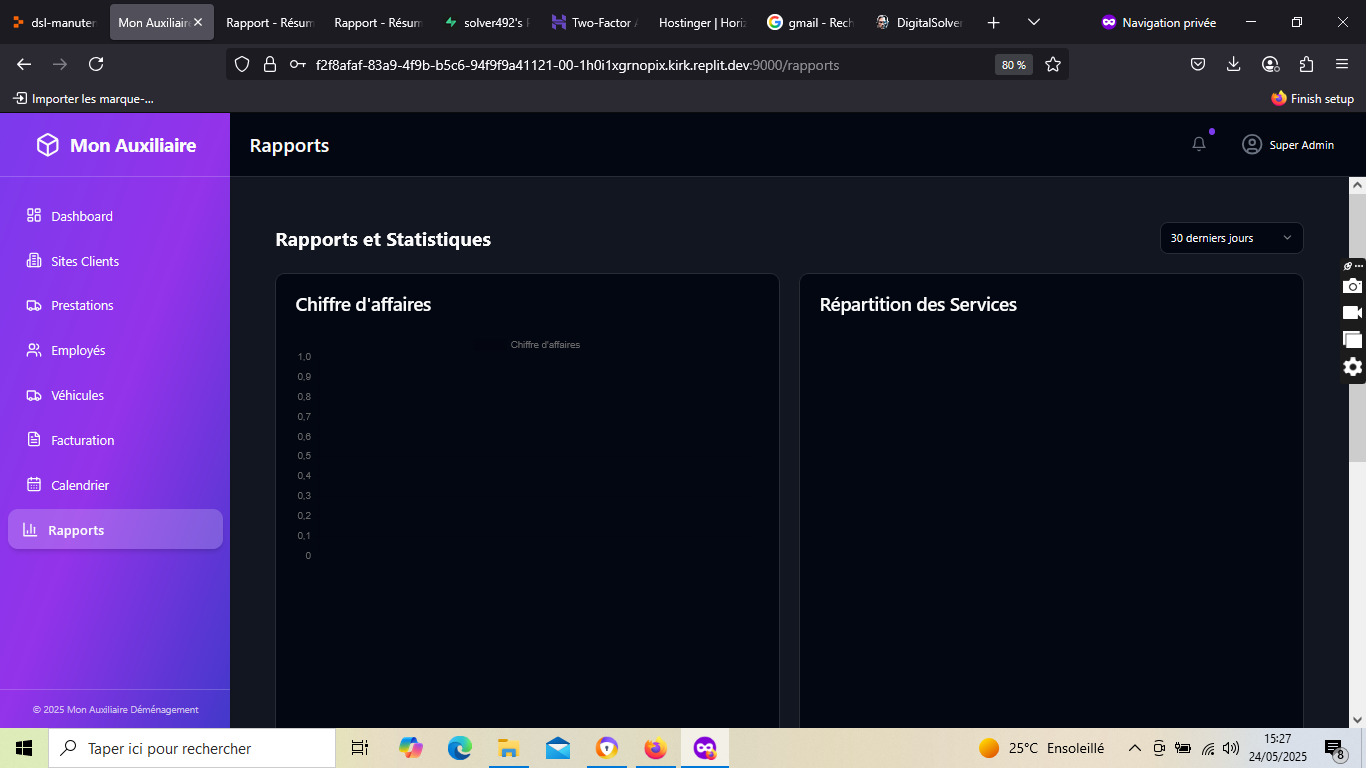 dsl-manuten
Mon Auxiliaire
Rapport - Résum
Rapport - Résum
solver492's
Two-Factor
Hostinger | Hori
gmail - Rech
DigitalSolve
Navigation privée
f2f8afaf-83a9-4f9b-b5c6-94f9f9a41121-00-1h0i1xgrnopix.kirk.replit.dev:9000/rapports
80 %
Importer les marque-...
Finish setup
Mon Auxiliaire
Rapports
Super Admin
Dashboard
Sites Clients
Prestations
Employés
Véhicules
Facturation
Calendrier
Rapports
© 2025 Mon Auxiliaire Déménagement
Rapports et Statistiques
30 derniers jours
Chiffre d'affaires
Chiffre d'affaires
1,0
0,9
0,8
0,7
0,6
0,5
0,4
0,3
0,2
0,1
0
Répartition des Services
Taper ici pour rechercher
25°C Ensoleillé
15:27
24/05/2025
8